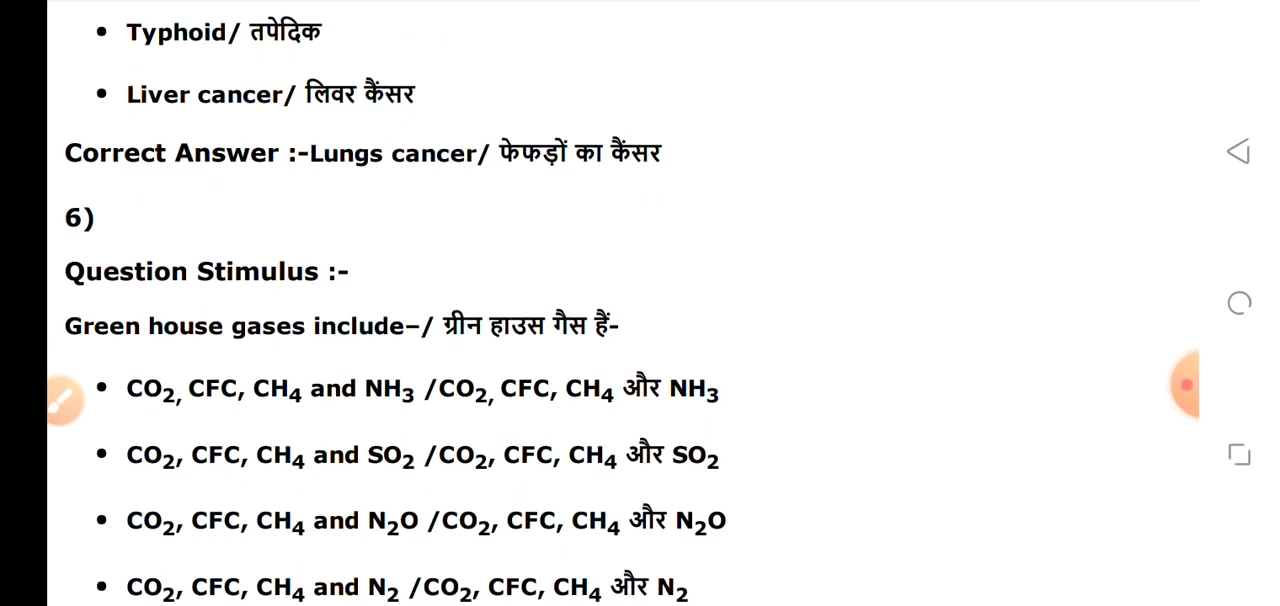 • Typhoid/ तपेदिक
• Liver cancer/ लिवर कैंसर
Correct Answer :-Lungs cancer/ फेफड़ों का कैंसर
6)
Question Stimulus :-
Green house gases include–/ ग्रीन हाउस गैस हैं-
• CO₂, CFC, CH₄ and NH₃ /CO₂, CFC, CH₄ और NH₃
• CO₂, CFC, CH₄ and SO₂ /CO₂, CFC, CH₄ और SO₂
• CO₂, CFC, CH₄ and N₂O /CO₂, CFC, CH₄ और N₂O
• CO₂, CFC, CH₄ and N₂ /CO₂, CFC, CH₄ और N₂